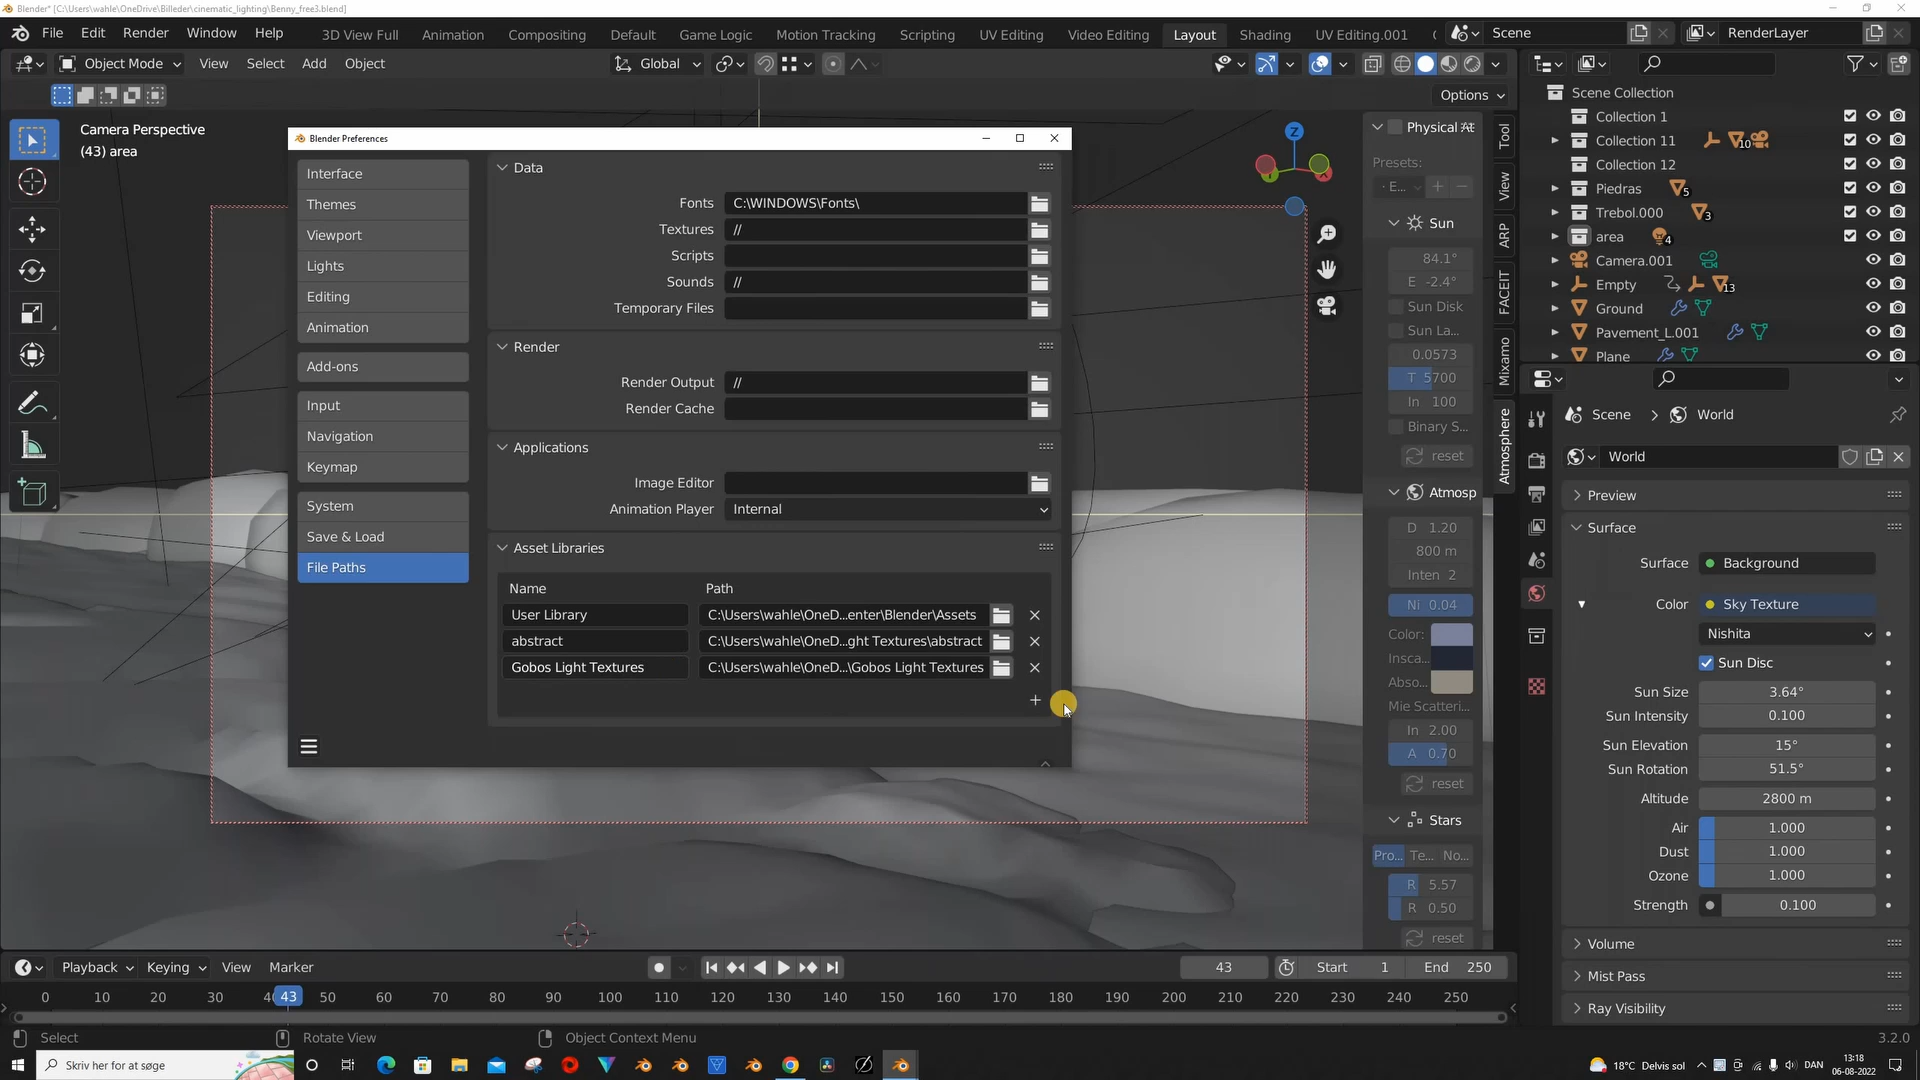 Blender* [C:\Users\wahle\OneDrive\Billeder\cinematic_lighting\Benny_free3.blend]
File Edit Render Window Help
3D View Full Animation Compositing Default Game Logic Motion Tracking Scripting UV Editing Video Editing Layout Shading UV Editing.001
Scene
RenderLayer
Object Mode View Select Add Object
Global
Options
Camera Perspective
(43) area
Z
Blender Preferences
Interface
Themes
Viewport
Lights
Editing
Animation
Add-ons
Input
Navigation
Keymap
System
Save & Load
File Paths
Data
Fonts C:\WINDOWS\Fonts\
Textures //
Scripts
Sounds //
Temporary Files
Render
Render Output //
Render Cache
Applications
Image Editor
Animation Player Internal
Asset Libraries
Name Path
User Library C:\Users\wahle\OneD...enter\Blender\Assets
abstract C:\Users\wahle\OneD...ght Textures\abstract
Gobos Light Textures C:\Users\wahle\OneD...\Gobos Light Textures
Physical
Presets:
E...
Sun
84.1°
E -2.4°
Sun Disk
Sun La...
0.0573
T 5700
In 100
Binary S...
reset
Atmosp
D 1.20
800 m
Inten 2
Ni 0.04
Color:
Insca...
Abso...
Mie Scatteri...
In 2.00
A 0.70
reset
Stars
Pro... Te... No...
R 5.57
R 0.50
reset
Tool
View
ARP
FACEIT
Mixamo
Atmosphere
Scene Collection
Collection 1
Collection 11 10
Collection 12
Piedras 5
Trebol.000 3
area 4
Camera.001
Empty 13
Ground
Pavement_L.001
Plane
Scene > World
World
Preview
Surface
Surface Background
Color Sky Texture
Nishita
Sun Disc
Sun Size 3.64°
Sun Intensity 0.100
Sun Elevation 15°
Sun Rotation 51.5°
Altitude 2800 m
Air 1.000
Dust 1.000
Ozone 1.000
Strength 0.100
Volume
Mist Pass
Ray Visibility
Playback Keying View Marker
43 Start 1 End 250
0 10 20 30 43 50 60 70 80 90 100 110 120 130 140 150 160 170 180 190 200 210 220 230 240 250
Select Rotate View Object Context Menu
3.2.0
Skriv her for at søge
18°C Delvis sol
DAN
13:18
06-08-2022